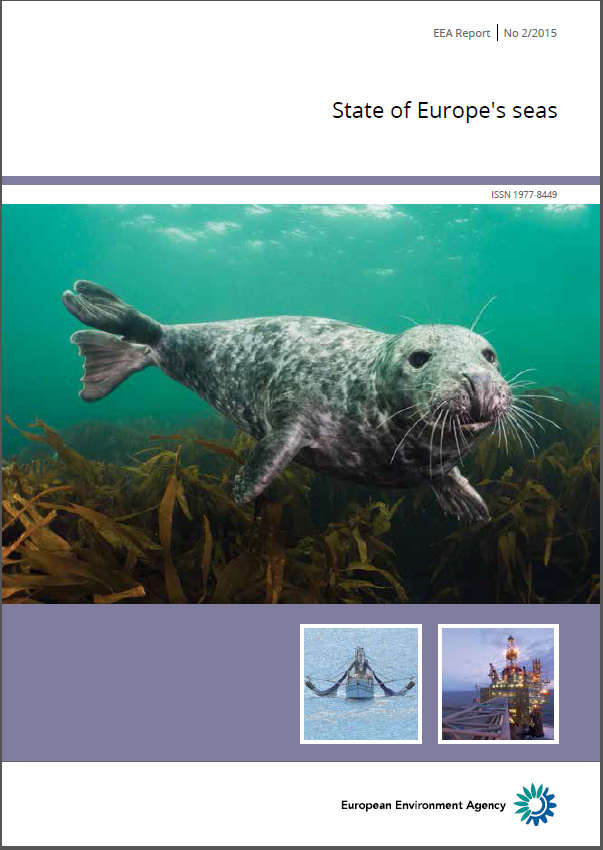 EEA Report | No 2/2015
State of Europe's seas
ISSN 1977-8449
European Environment Agency